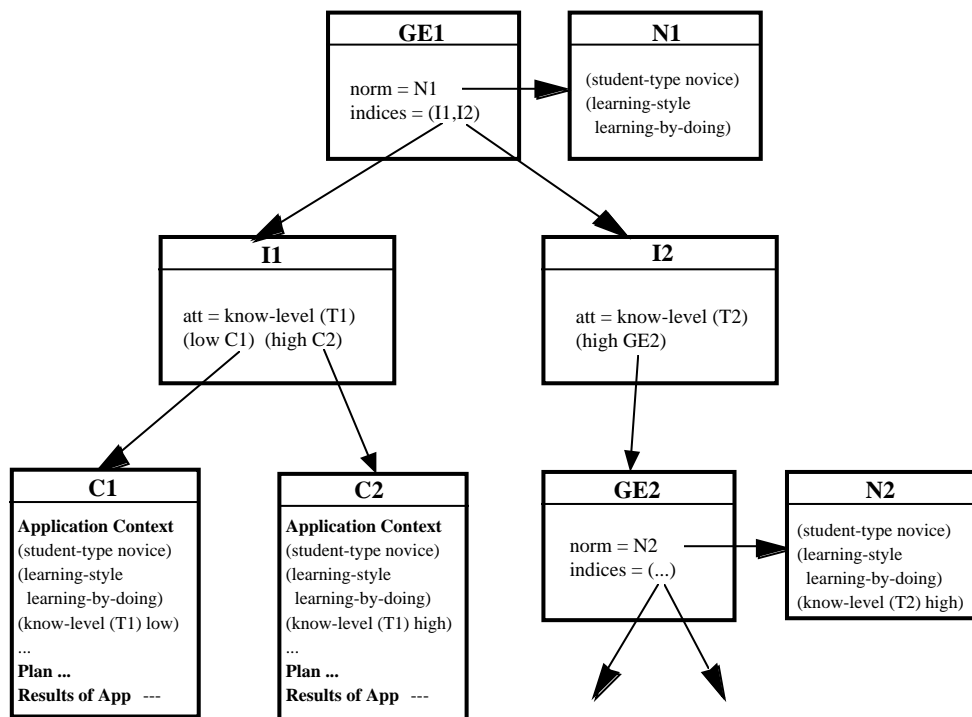 GE1
norm = N1
indices = (I1,I2)
N1
(student-type novice)
(learning-style
learning-by-doing)
I1
att = know-level (T1)
(low C1) (high C2)
I2
att = know-level (T2)
(high GE2)
C1
Application Context
(student-type novice)
(learning-style
learning-by-doing)
(know-level (T1) low)
...
Plan ...
Results of App ---
C2
Application Context
(student-type novice)
(learning-style
learning-by-doing)
(know-level (T1) high)
...
Plan ...
Results of App ---
GE2
norm = N2
indices = (...)
N2
(student-type novice)
(learning-style
learning-by-doing)
(know-level (T2) high)